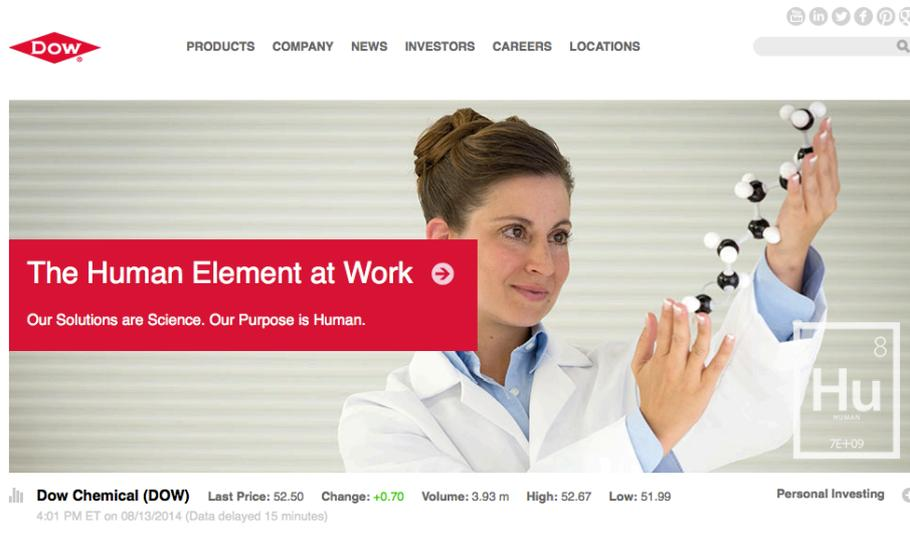 DOW
PRODUCTS COMPANY NEWS INVESTORS CAREERS LOCATIONS
The Human Element at Work
Our Solutions are Science. Our Purpose is Human.
8
Hu
HUMAN
7E+09
Dow Chemical (DOW) Last Price: 52.50 Change: +0.70 Volume: 3.93 m High: 52.67 Low: 51.99 Personal Investing
4:01 PM ET on 08/13/2014 (Data delayed 15 minutes)